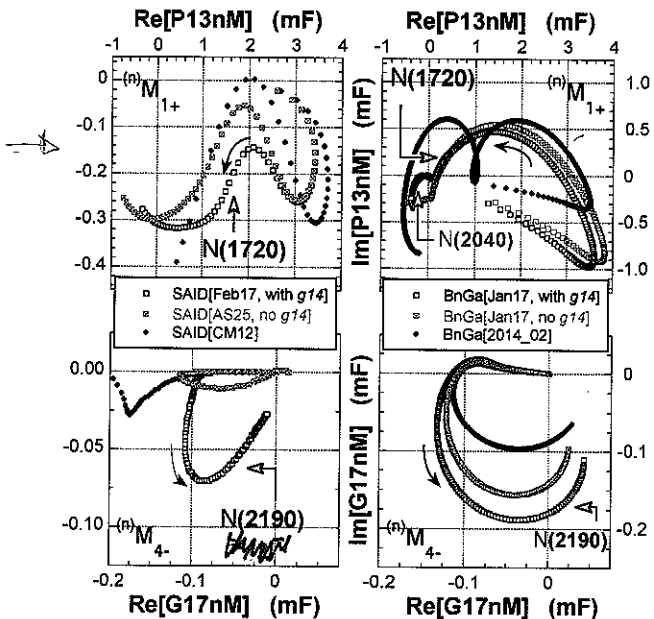 Re[P13nM] (mF)
Re[P13nM] (mF)
-1 0 1 2 3 4
-1 0 1 2 3 4
0
-0.1
-0.2
-0.3
-0.4
(n)M1+
N(1720)
N(1720)
(n)M1+
N(2040)
1.0
0.5
0
-0.5
-1.0
Im[P13nM] (mF)
SAID[Feb17, with g14]
SAID[AS25, no g14]
SAID[CM12]
BnGa[Jan17, with g14]
BnGa[Jan17, no g14]
BnGa[2014_02]
0.00
-0.05
-0.10
N(2190)
(n)M4-
Im[G17nM] (mF)
0
-0.1
-0.2
(n)M4-
N(2190)
-0.2 -0.1 0
-0.2 -0.1 0
Re[G17nM] (mF)
Re[G17nM] (mF)